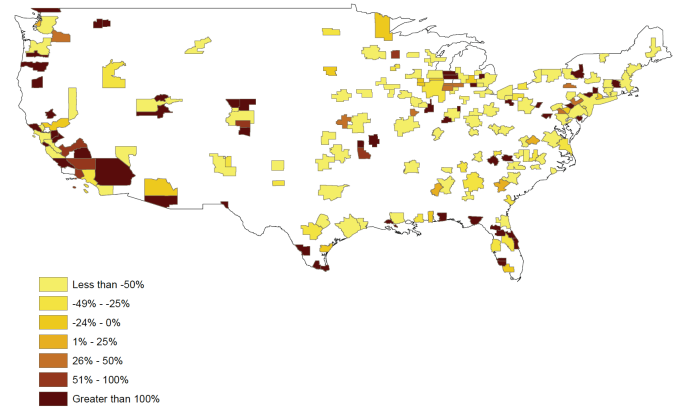 Less than -50%
-49% - -25%
-24% - 0%
1% - 25%
26% - 50%
51% - 100%
Greater than 100%